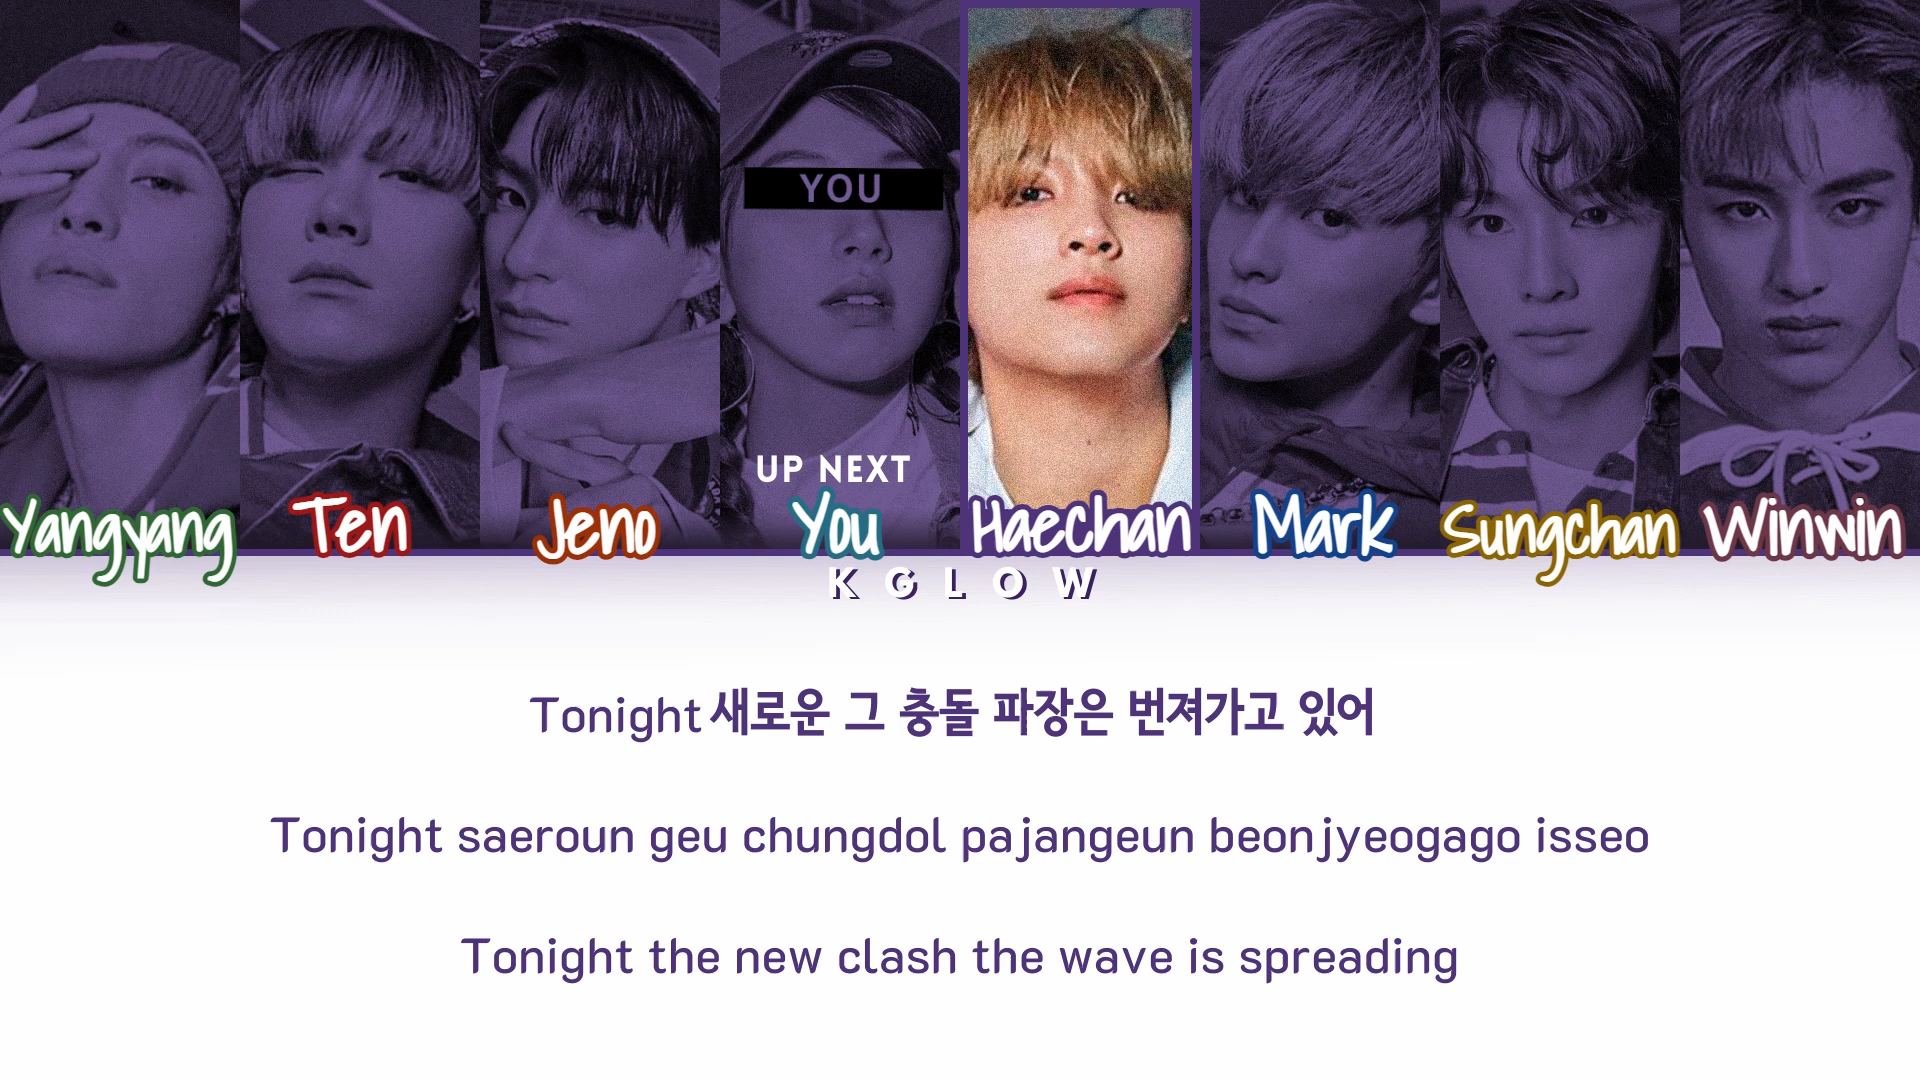 YOU
UP NEXT
Yangyang Ten Jeno You Haechan Mark Sungchan Winwin
K G L O W
Tonight 새로운 그 충돌 파장은 번져가고 있어
Tonight saeroun geu chungdol pajangeun beonjyeogago isseo
Tonight the new clash the wave is spreading